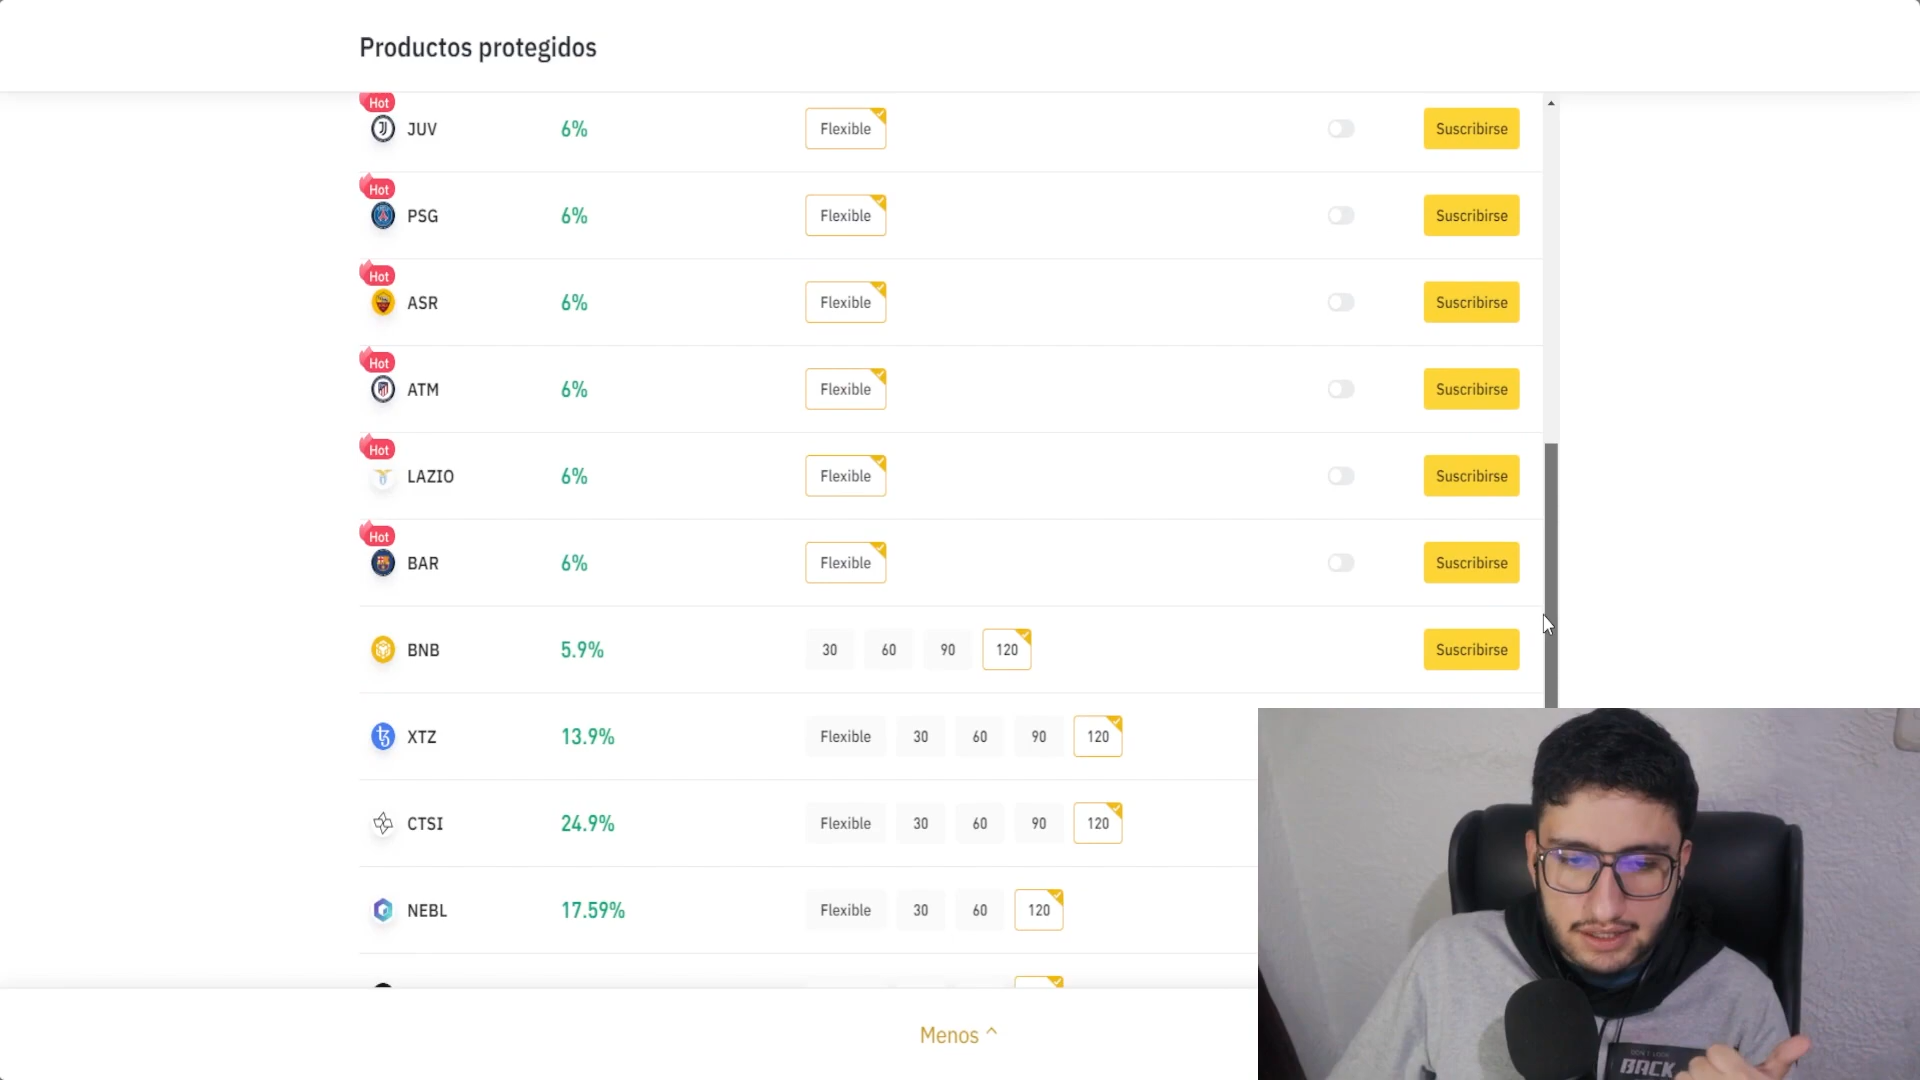 Productos protegidos
Hot
JUV 6% Flexible Suscribirse
Hot
PSG 6% Flexible Suscribirse
Hot
ASR 6% Flexible Suscribirse
Hot
ATM 6% Flexible Suscribirse
Hot
LAZIO 6% Flexible Suscribirse
Hot
BAR 6% Flexible Suscribirse
BNB 5.9% 30 60 90 120 Suscribirse
XTZ 13.9% Flexible 30 60 90 120
CTSI 24.9% Flexible 30 60 90 120
NEBL 17.59% Flexible 30 60 120
Menos
DON'T LOOK
BACK